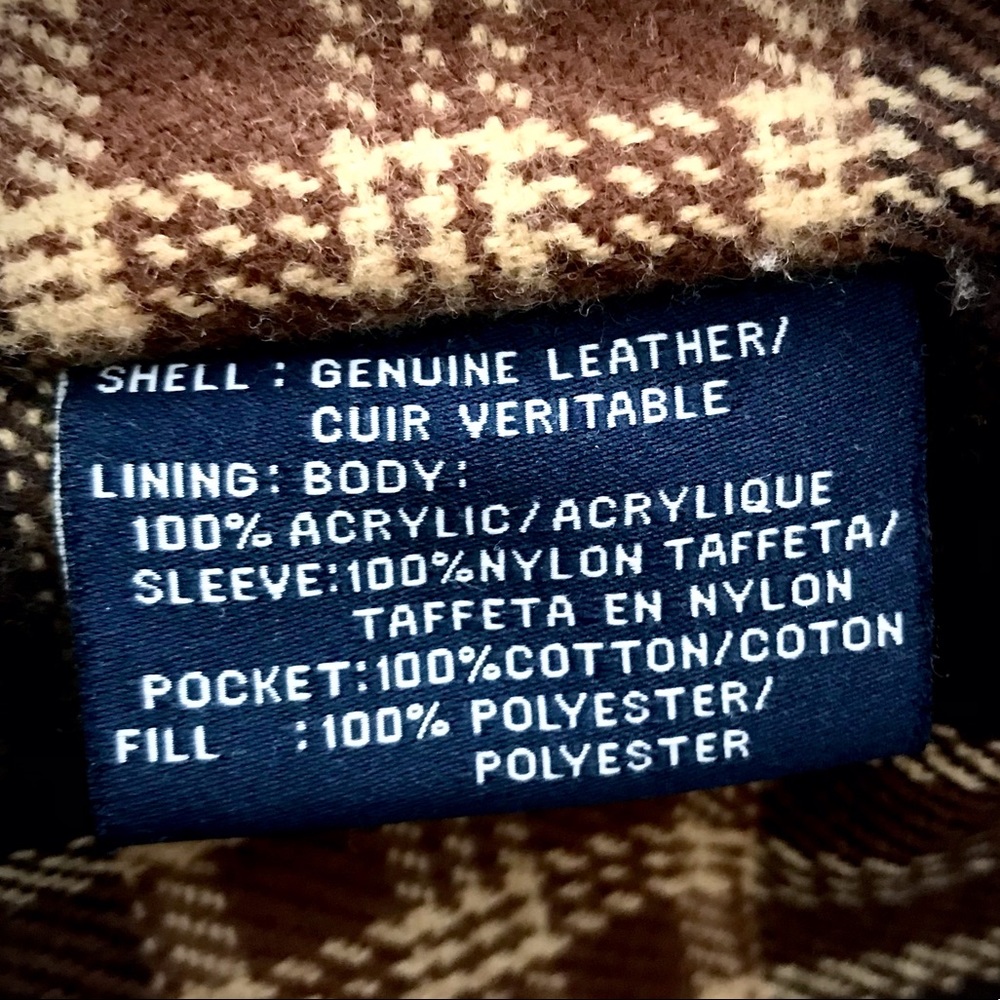 SHELL : GENUINE LEATHER/
CUIR VERITABLE
LINING: BODY:
100% ACRYLIC/ACRYLIQUE
SLEEVE:100%NYLON TAFFETA/
TAFFETA EN NYLON
POCKET:100%COTTON/COTON
FILL :100% POLYESTER/
POLYESTER